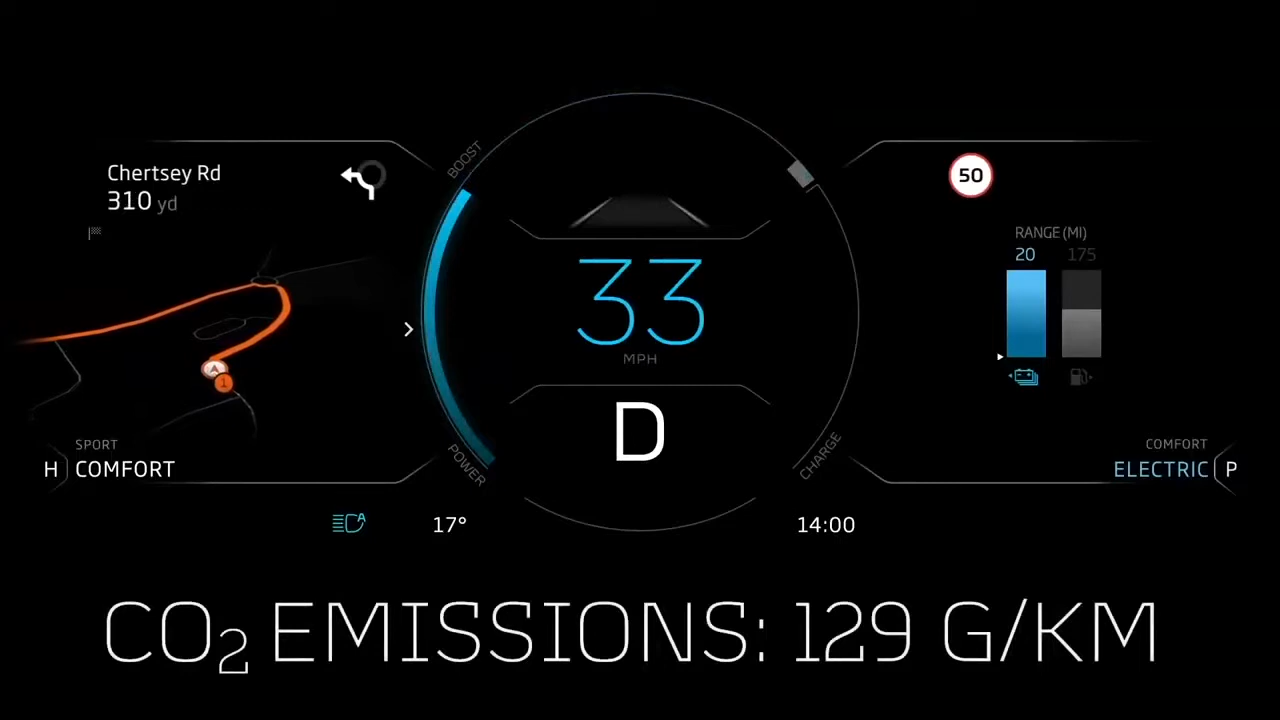 Chertsey Rd
310 yd
BOOST
50
RANGE (MI)
20 175
33
MPH
D
1
POWER
CHARGE
SPORT
H COMFORT
COMFORT
ELECTRIC P
A
17°
14:00
CO2 EMISSIONS: 129 G/KM